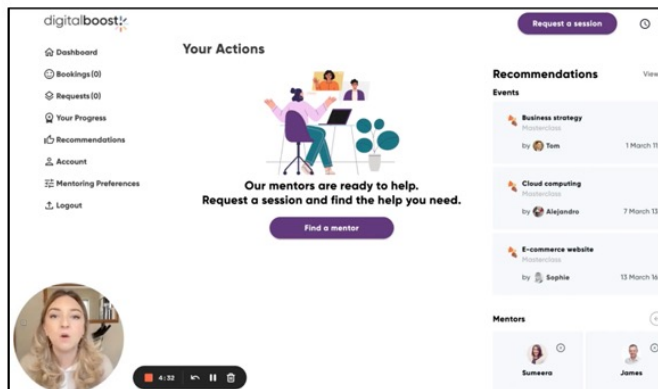 digitalboost
Request a session
Dashboard
Bookings(0)
Requests(0)
Your Progress
Recommendations
Account
Mentoring Preferences
Logout
Your Actions
Our mentors are ready to help.
Request a session and find the help you need.
Find a mentor
Recommendations
View
Events
Business strategy
Masterclass
by Tom
1 March 11
Cloud computing
Masterclass
by Alejandro
7 March 13
E-commerce website
Masterclass
by Sophie
13 March 16
Mentors
Sumeera
James
4:32